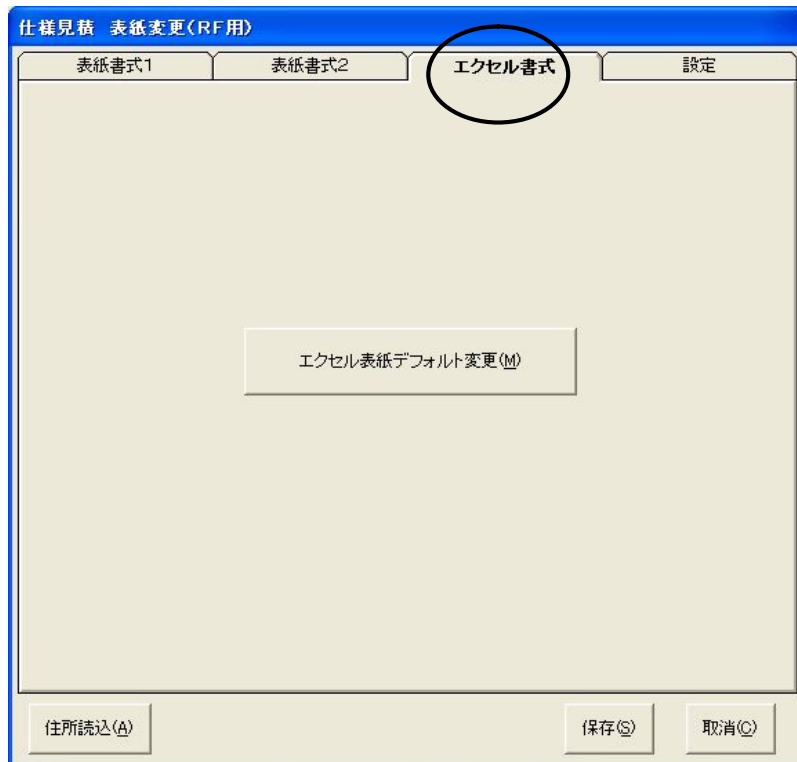 仕様見積 表紙変更(RF用)
表紙書式1 表紙書式2 エクセル書式 設定
エクセル表紙デフォルト変更(M)
住所読込(A) 保存(S) 取消(C)